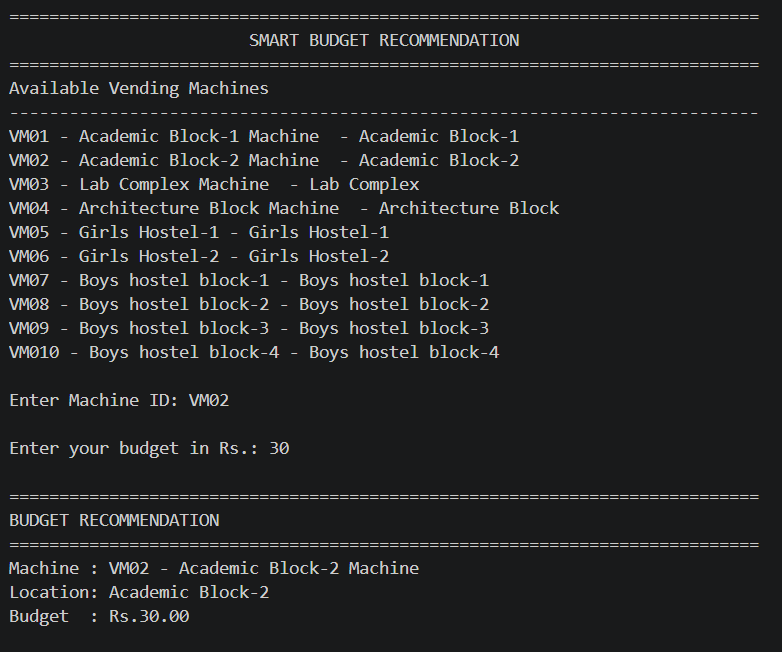 ===========================================================================
SMART BUDGET RECOMMENDATION
===========================================================================
Available Vending Machines
---------------------------------------------------------------------------
VM01 - Academic Block-1 Machine  - Academic Block-1
VM02 - Academic Block-2 Machine  - Academic Block-2
VM03 - Lab Complex Machine  - Lab Complex
VM04 - Architecture Block Machine  - Architecture Block
VM05 - Girls Hostel-1 - Girls Hostel-1
VM06 - Girls Hostel-2 - Girls Hostel-2
VM07 - Boys hostel block-1 - Boys hostel block-1
VM08 - Boys hostel block-2 - Boys hostel block-2
VM09 - Boys hostel block-3 - Boys hostel block-3
VM010 - Boys hostel block-4 - Boys hostel block-4
Enter Machine ID: VM02
Enter your budget in Rs.: 30
===========================================================================
BUDGET RECOMMENDATION
===========================================================================
Machine : VM02 - Academic Block-2 Machine
Location: Academic Block-2
Budget  : Rs.30.00